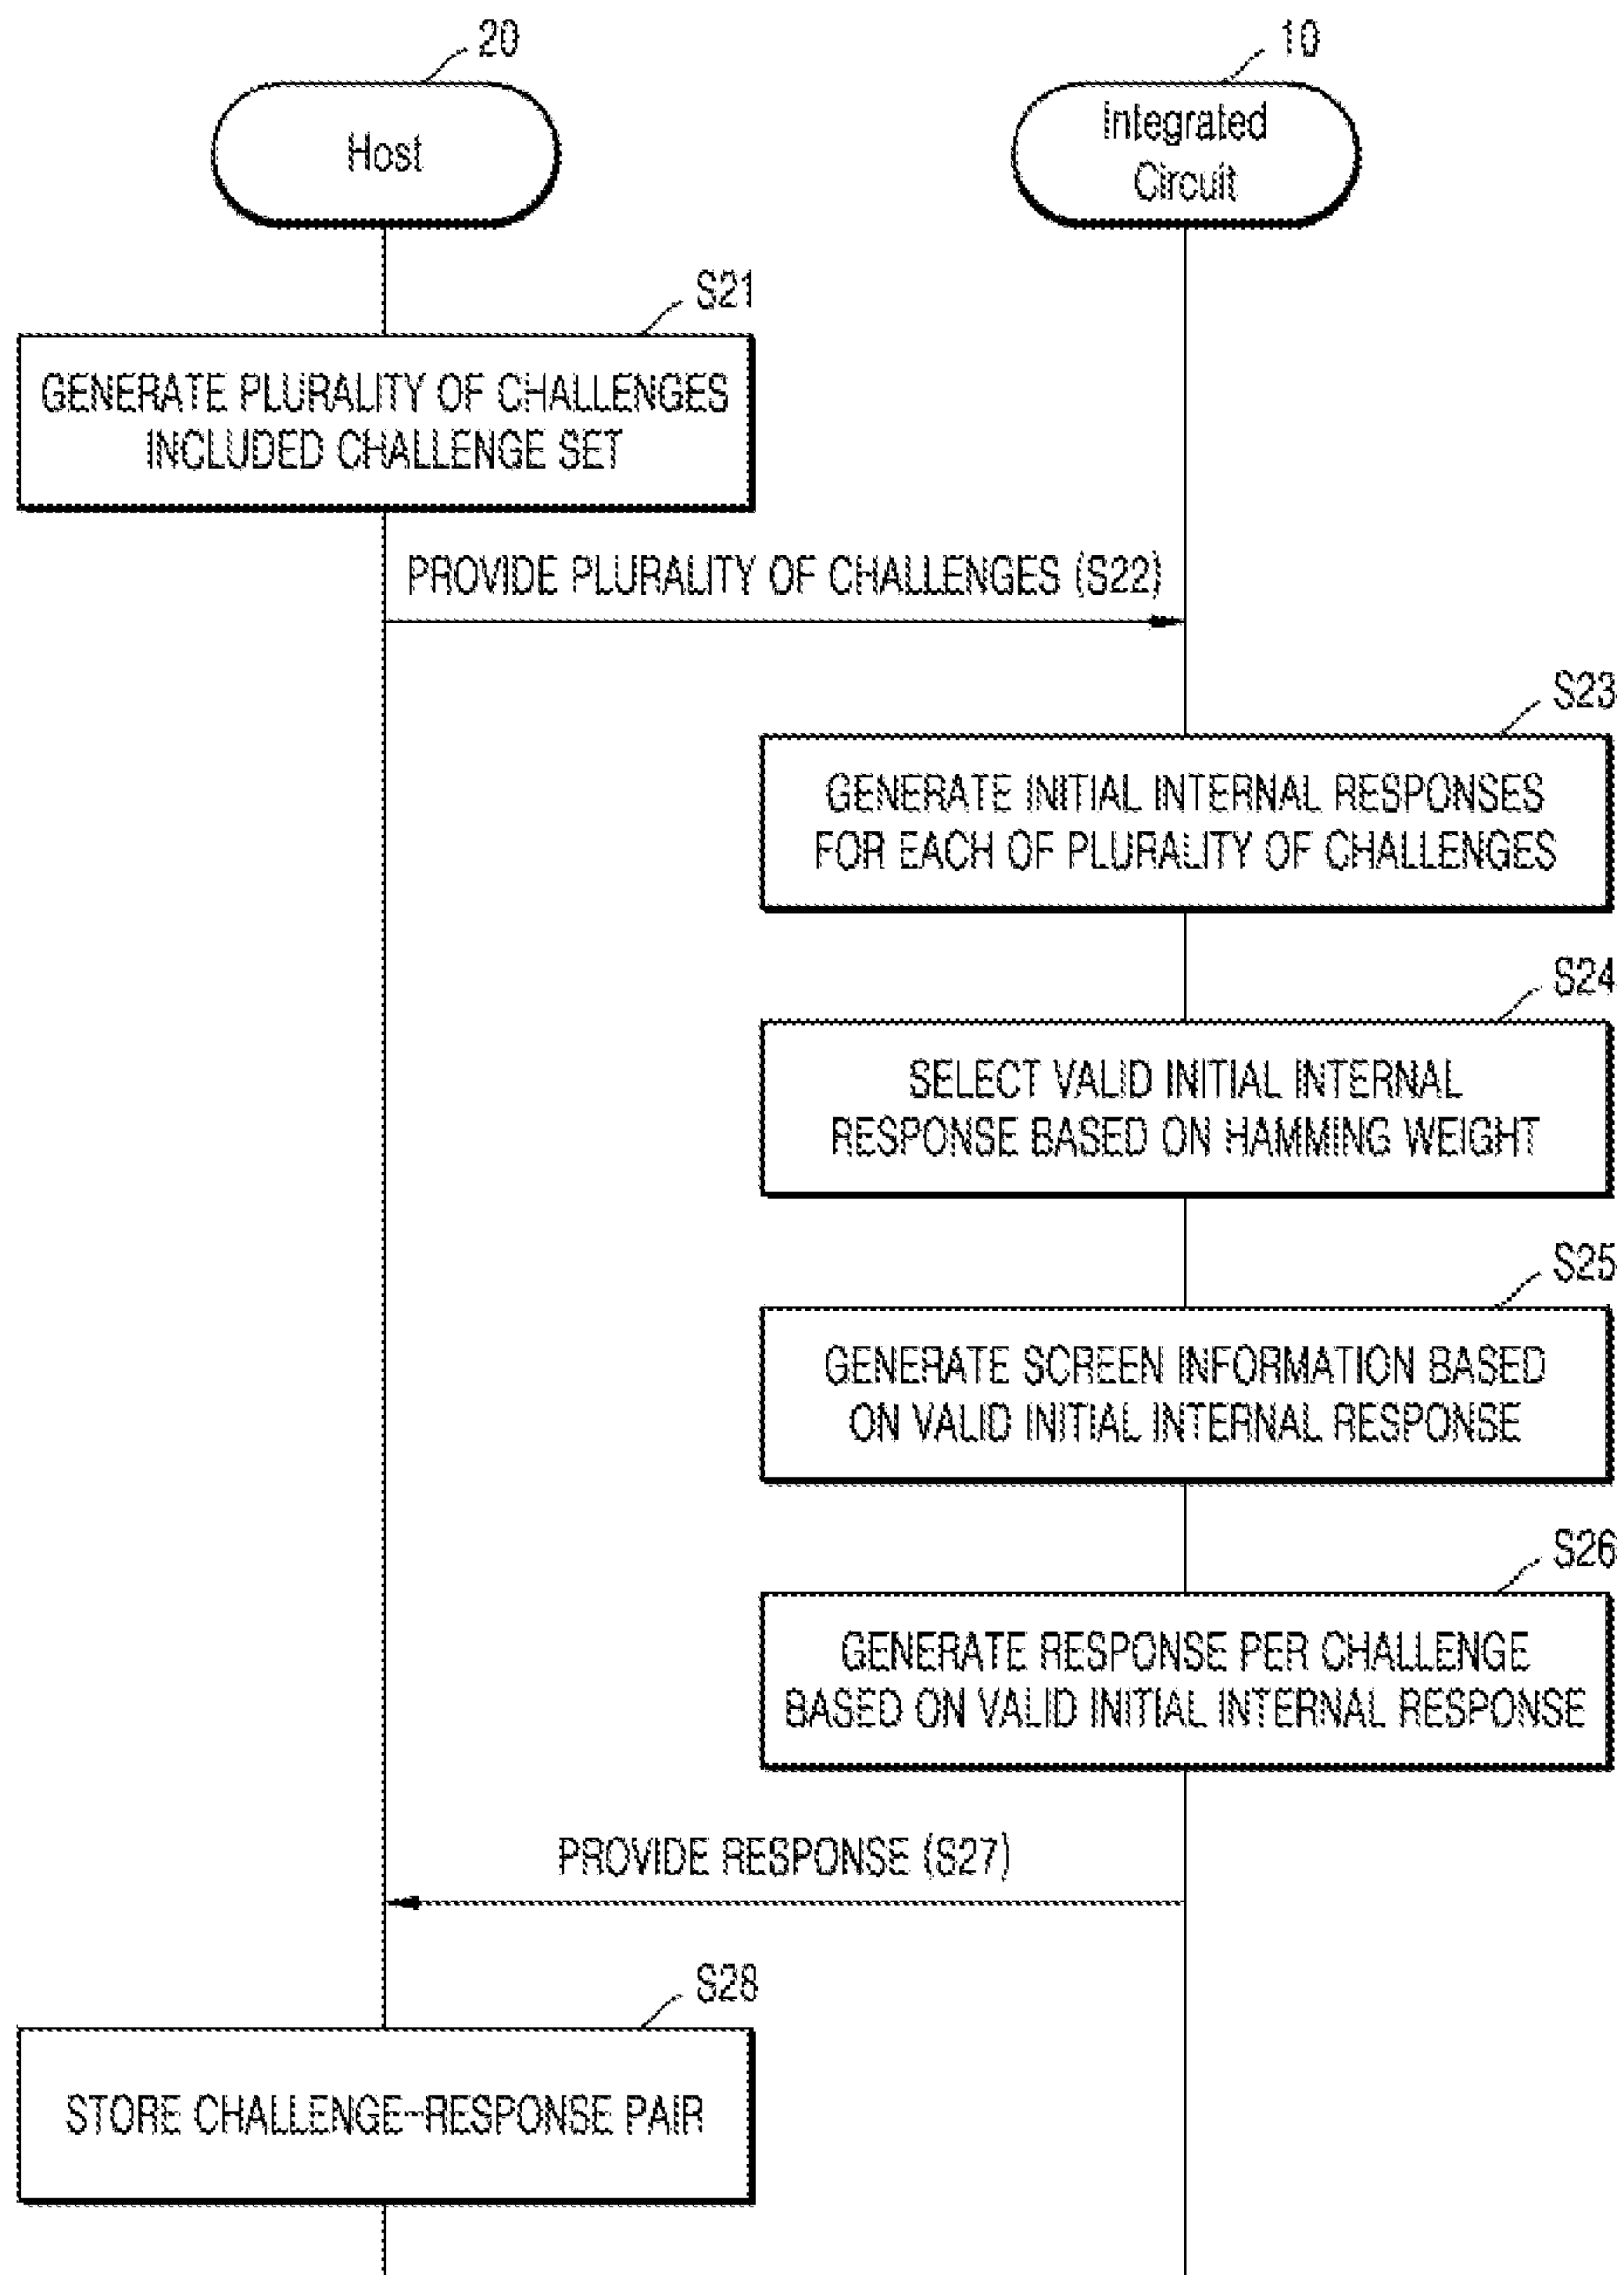 20
10
Host
Integrated
Circuit
S21
GENERATE PLURALITY OF CHALLENGES
INCLUDED CHALLENGE SET
PROVIDE PLURALITY OF CHALLENGES (S22)
S23
GENERATE INITIAL INTERNAL RESPONSES
FOR EACH OF PLURALITY OF CHALLENGES
S24
SELECT VALID INITIAL INTERNAL
RESPONSE BASED ON HAMMING WEIGHT
S25
GENERATE SCREEN INFORMATION BASED
ON VALID INITIAL INTERNAL RESPONSE
S26
GENERATE RESPONSE PER CHALLENGE
BASED ON VALID INITIAL INTERNAL RESPONSE
PROVIDE RESPONSE (S27)
S28
STORE CHALLENGE-RESPONSE PAIR